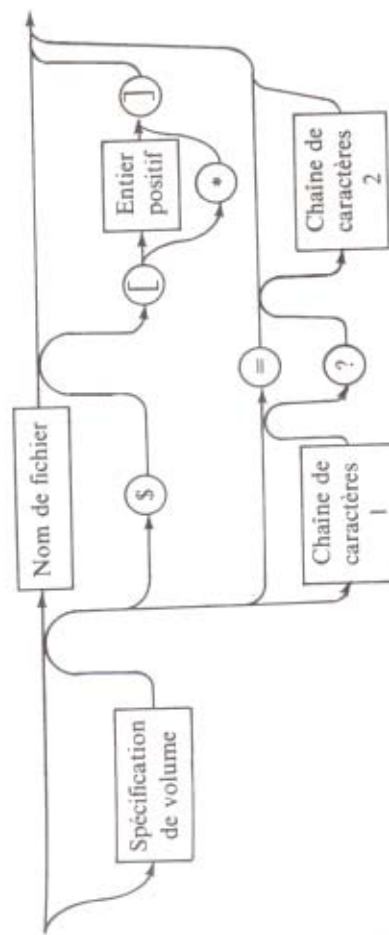 Spécification
de volume
Nom de fichier
$
[
Entier
positif
*
]
=
Chaîne de
caractères
1
?
Chaîne de
caractères
2